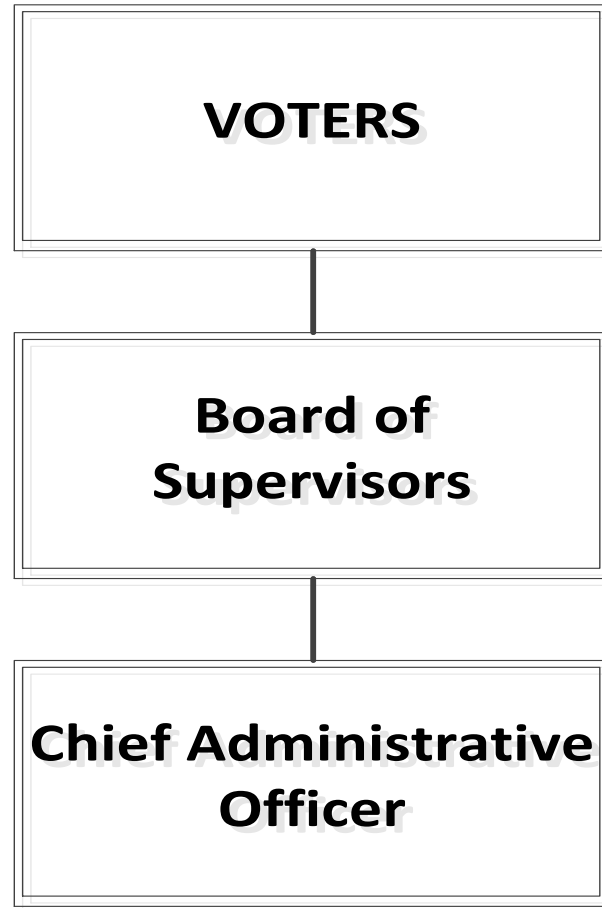 VOTERS
Board of
Supervisors
Chief Administrative
Officer